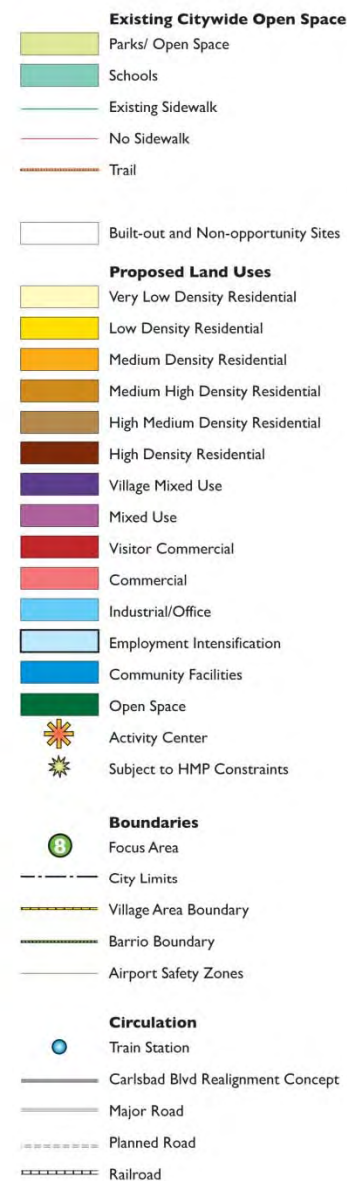 Existing Citywide Open Space
Parks/ Open Space
Schools
Existing Sidewalk
No Sidewalk
Trail
Built-out and Non-opportunity Sites
Proposed Land Uses
Very Low Density Residential
Low Density Residential
Medium Density Residential
Medium High Density Residential
High Medium Density Residential
High Density Residential
Village Mixed Use
Mixed Use
Visitor Commercial
Commercial
Industrial/Office
Employment Intensification
Community Facilities
Open Space
Activity Center
Subject to HMP Constraints
Boundaries
8 Focus Area
City Limits
Village Area Boundary
Barrio Boundary
Airport Safety Zones
Circulation
Train Station
Carlsbad Blvd Realignment Concept
Major Road
Planned Road
Railroad